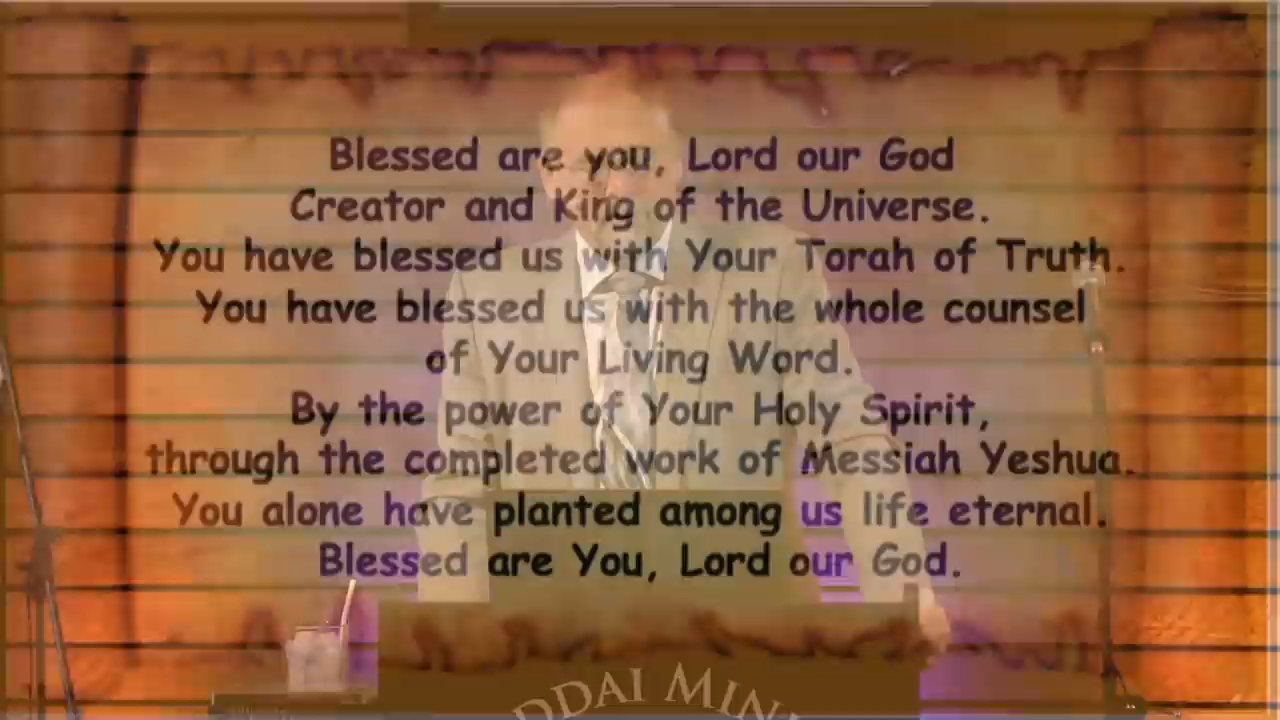 Blessed are you, Lord our God
Creator and King of the Universe.
You have blessed us with Your Torah of Truth.
You have blessed us with the whole counsel
of Your Living Word.
By the power of Your Holy Spirit,
through the completed work of Messiah Yeshua.
You alone have planted among us life eternal.
Blessed are You, Lord our God.
DDAI MINI